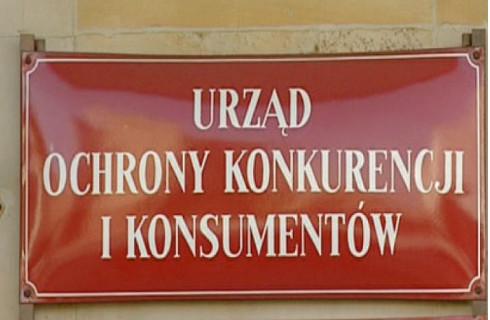 URZĄD
OCHRONY KONKURENCJI
I KONSUMENTÓW